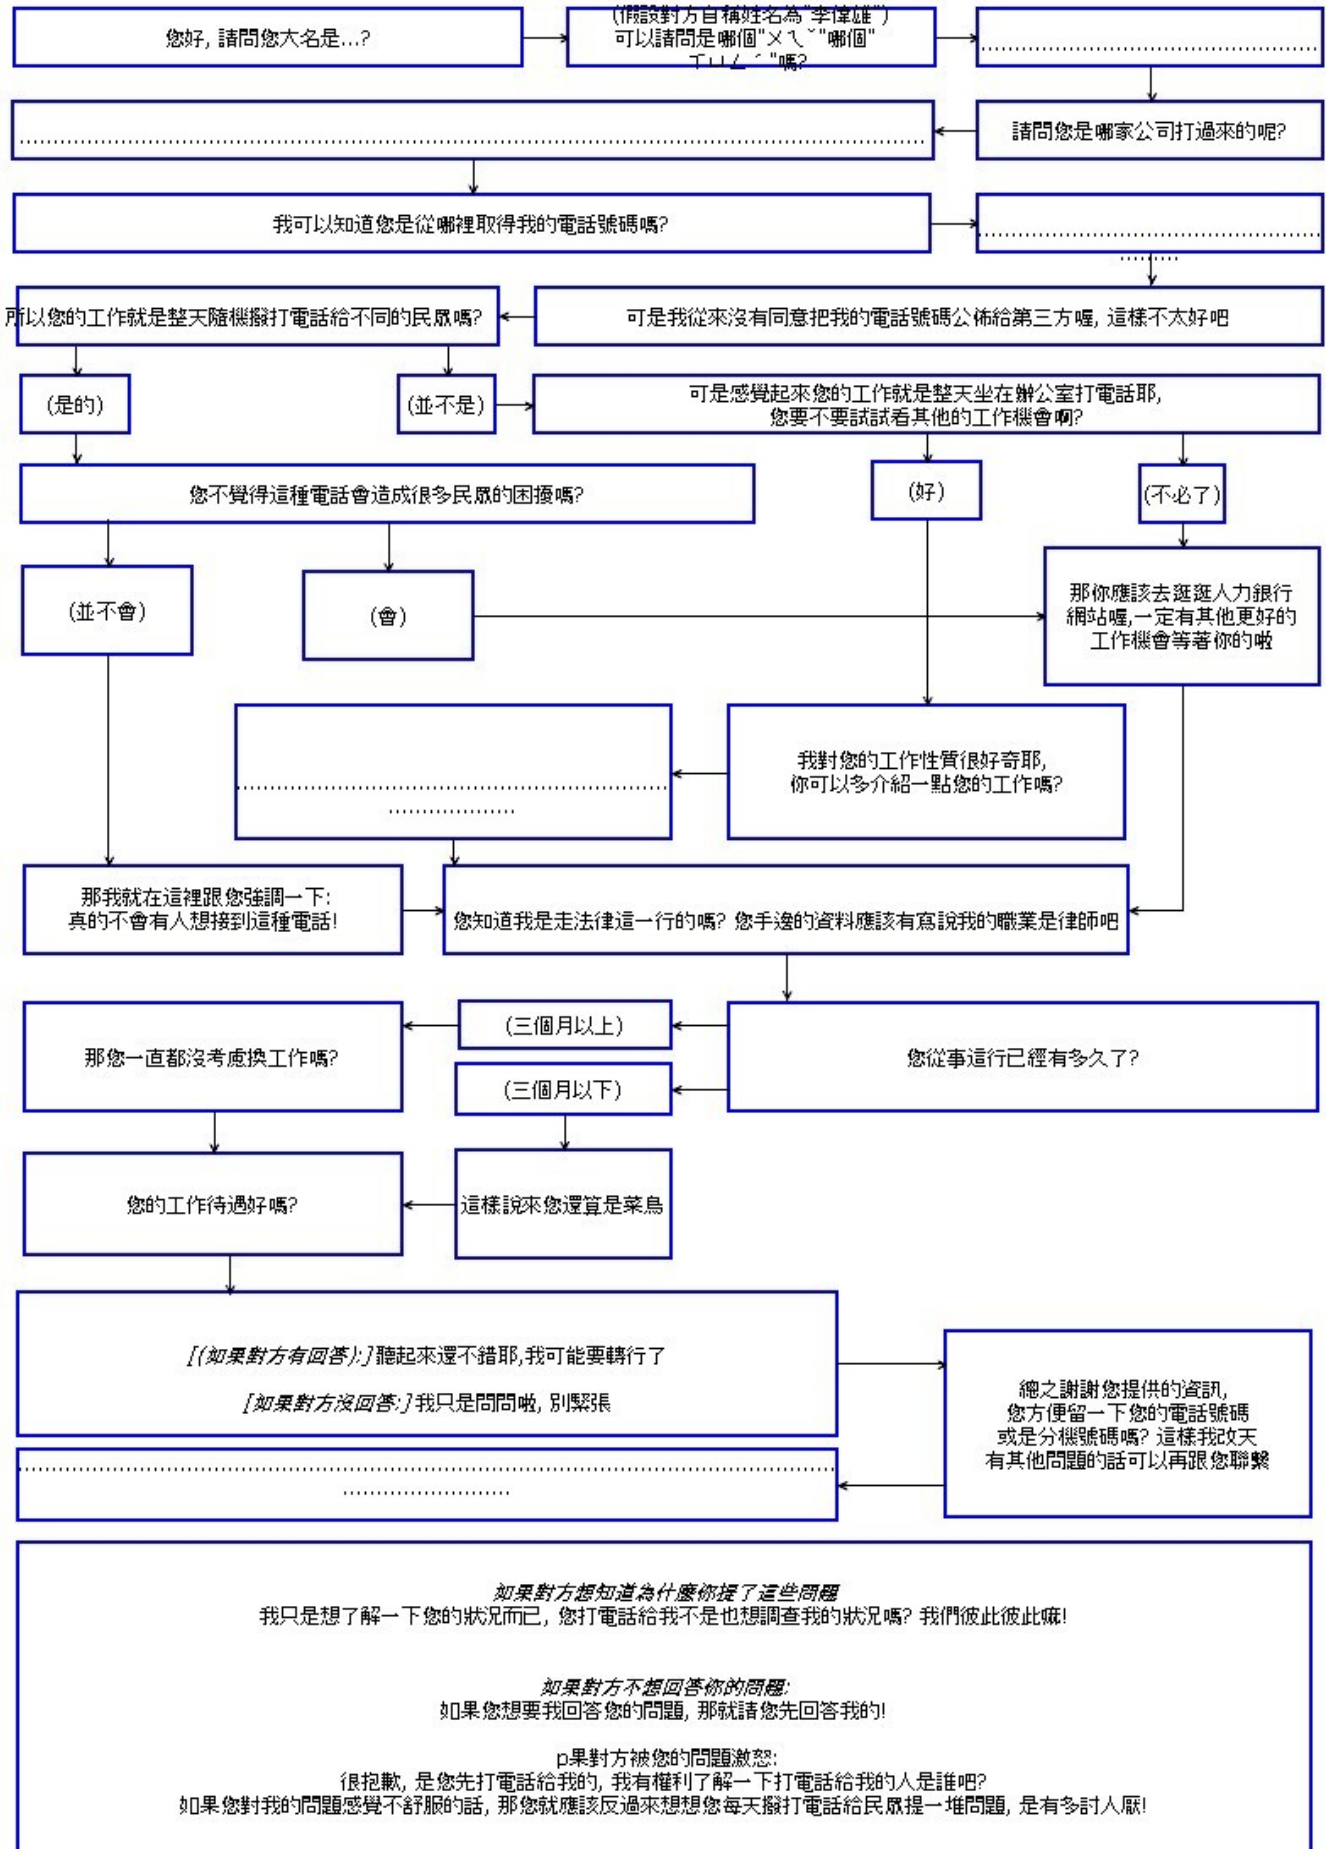 您好, 請問您大名是...?
(假設對方自稱姓名為"李偉雄")
可以請問是哪個"ㄨㄟˇ"哪個"
ㄒㄩㄥˊ"嗎?
請問您是哪家公司打過來的呢?
我可以知道您是從哪裡取得我的電話號碼嗎?
可是我從來沒有同意把我的電話號碼公佈給第三方喔, 這樣不太好吧
所以您的工作就是整天隨機撥打電話給不同的民眾嗎?
(是的)
(並不是)
可是感覺起來您的工作就是整天坐在辦公室打電話耶,
您要不要試試看其他的工作機會啊?
您不覺得這種電話會造成很多民眾的困擾嗎?
(好)
(不必了)
(並不會)
(會)
那你應該去逛逛人力銀行
網站喔,一定有其他更好的
工作機會等著你的啦
我對您的工作性質很好奇耶,
你可以多介紹一點您的工作嗎?
那我就在這裡跟您強調一下:
真的不會有人想接到這種電話!
您知道我是走法律這一行的嗎? 您手邊的資料應該有寫說我的職業是律師吧
您從事這行已經有多久了?
(三個月以上)
(三個月以下)
那您一直都沒考慮換工作嗎?
這樣說來您還算是菜鳥
您的工作待遇好嗎?
[(如果對方有回答):]聽起來還不錯耶,我可能要轉行了
[如果對方沒回答:]我只是問問啦, 別緊張
總之謝謝您提供的資訊,
您方便留一下您的電話號碼
或是分機號碼嗎? 這樣我改天
有其他問題的話可以再跟您聯繫
如果對方想知道為什麼你提了這些問題
我只是想了解一下您的狀況而已, 您打電話給我不是也想調查我的狀況嗎? 我們彼此彼此嘛!
如果對方不想回答你的問題:
如果您想要我回答您的問題, 那就請您先回答我的!
p果對方被您的問題激怒:
很抱歉, 是您先打電話給我的, 我有權利了解一下打電話給我的人是誰吧?
如果您對我的問題感覺不舒服的話, 那您就應該反過來想想您每天撥打電話給民眾提一堆問題, 是有多討人厭!